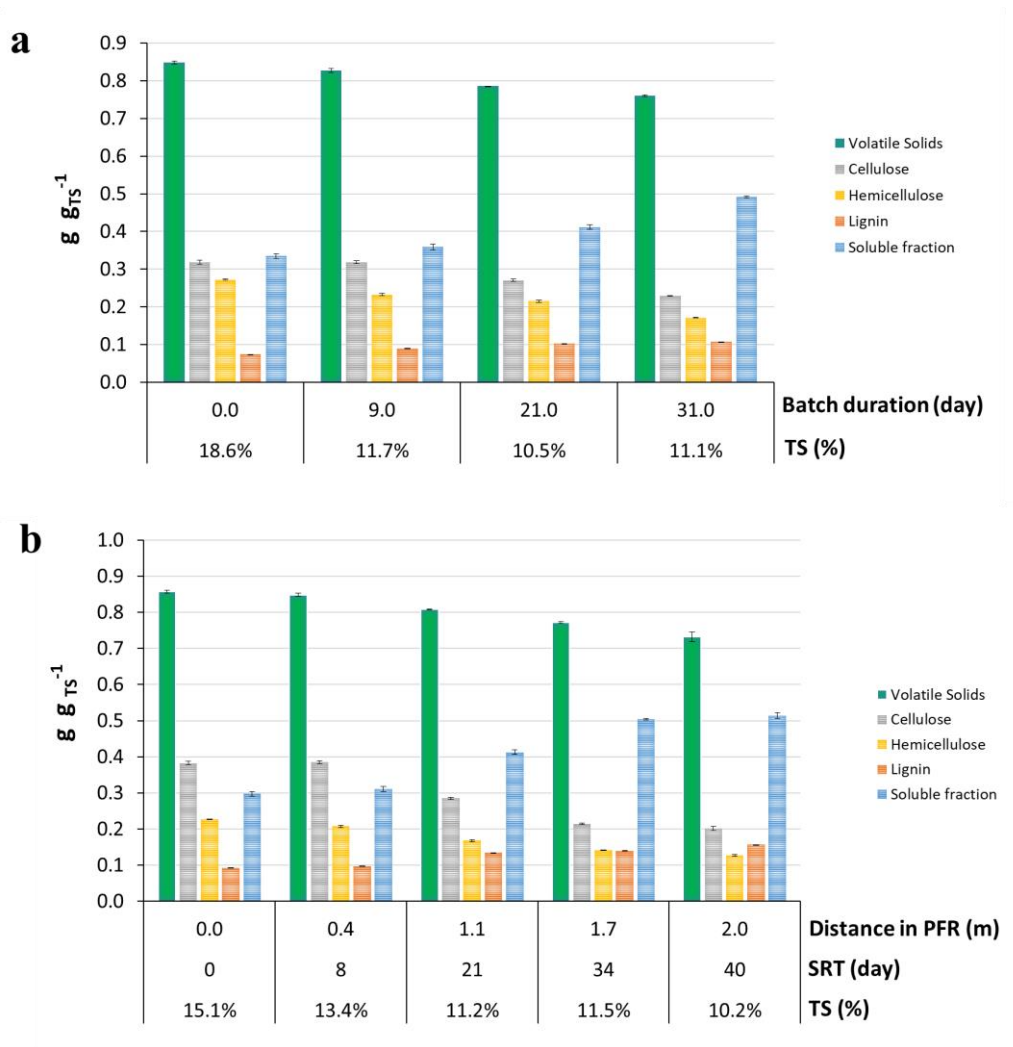 a
0.9
0.8
0.7
0.6
0.5
0.4
0.3
0.2
0.1
0.0
g gTS-1
Volatile Solids
Cellulose
Hemicellulose
Lignin
Soluble fraction
0.0 9.0 21.0 31.0 Batch duration (day)
18.6% 11.7% 10.5% 11.1% TS (%)
b
1.0
0.9
0.8
0.7
0.6
0.5
0.4
0.3
0.2
0.1
0.0
g g TS-1
Volatile Solids
Cellulose
Hemicellulose
Lignin
Soluble fraction
0.0 0.4 1.1 1.7 2.0 Distance in PFR (m)
0 8 21 34 40 SRT (day)
15.1% 13.4% 11.2% 11.5% 10.2% TS (%)